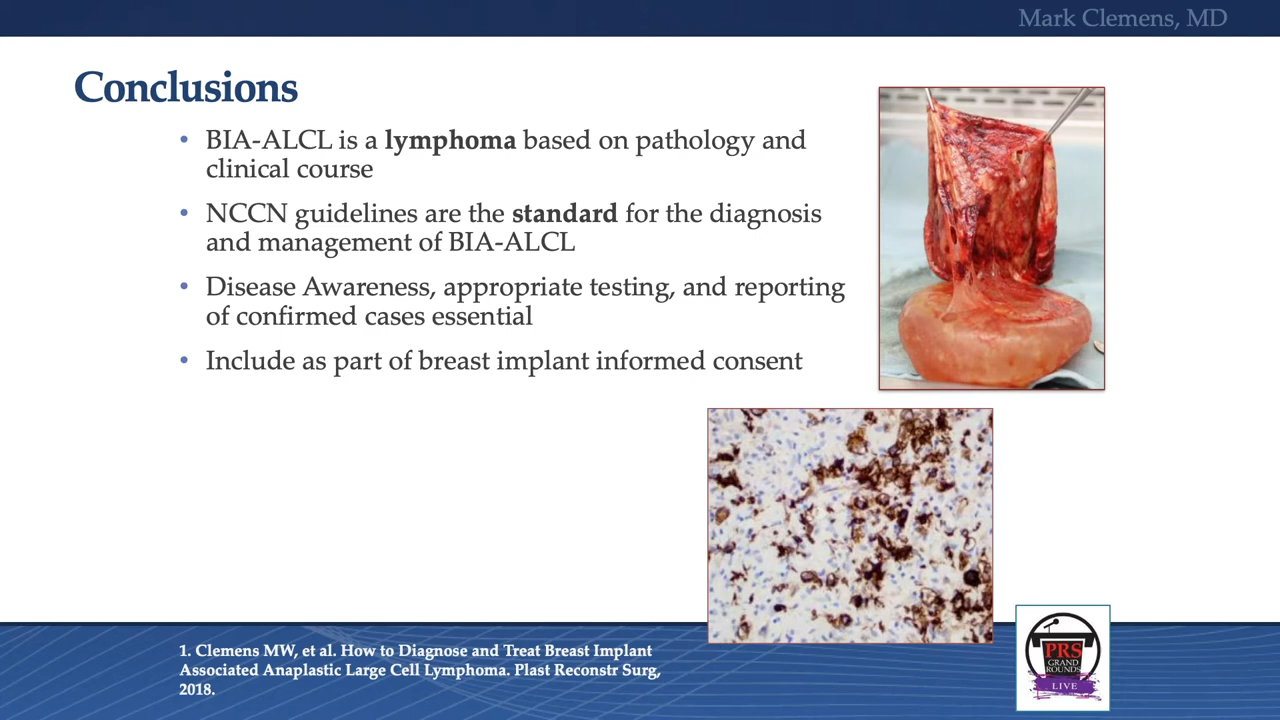 Mark Clemens, MD
Conclusions
• BIA-ALCL is a lymphoma based on pathology and
clinical course
• NCCN guidelines are the standard for the diagnosis
and management of BIA-ALCL
• Disease Awareness, appropriate testing, and reporting
of confirmed cases essential
• Include as part of breast implant informed consent
1. Clemens MW, et al. How to Diagnose and Treat Breast Implant
Associated Anaplastic Large Cell Lymphoma. Plast Reconstr Surg,
2018.
PRS
GRAND
ROUNDS
LIVE